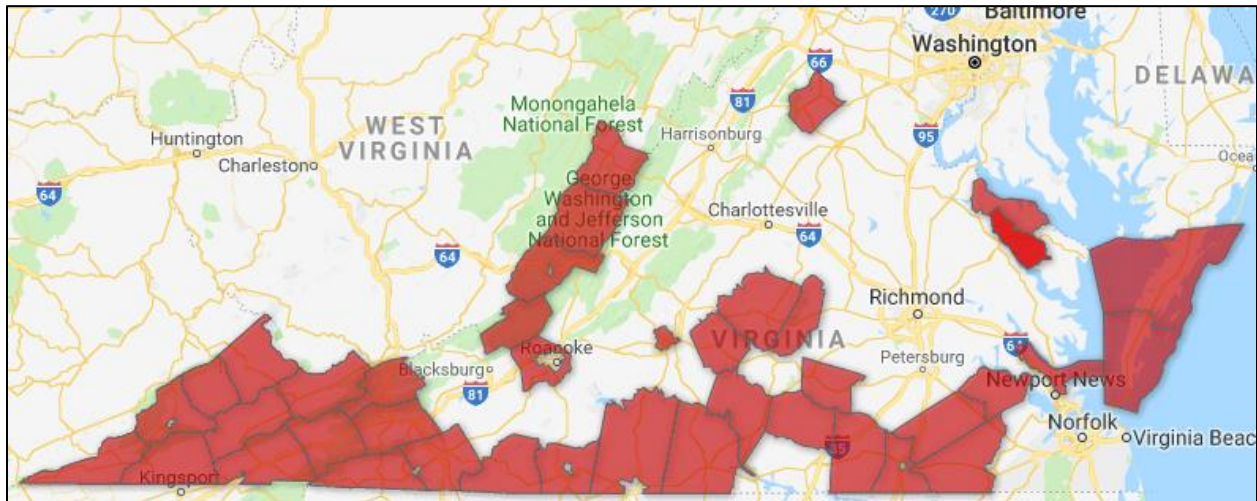 270
Baltimore
Washington
66
DELAWA
Monongahela
National Forest
81
Harrisonburg
95
Huntington
WEST
VIRGINIA
Charleston
Ocea
64
George
Washington
and Jefferson
National Forest
Charlottesville
64
64
Richmond
VIRGINIA
Roanoke
Blacksburg
Petersburg
64
81
Newport News
Norfolk
Virginia Beac
85
Kingsport